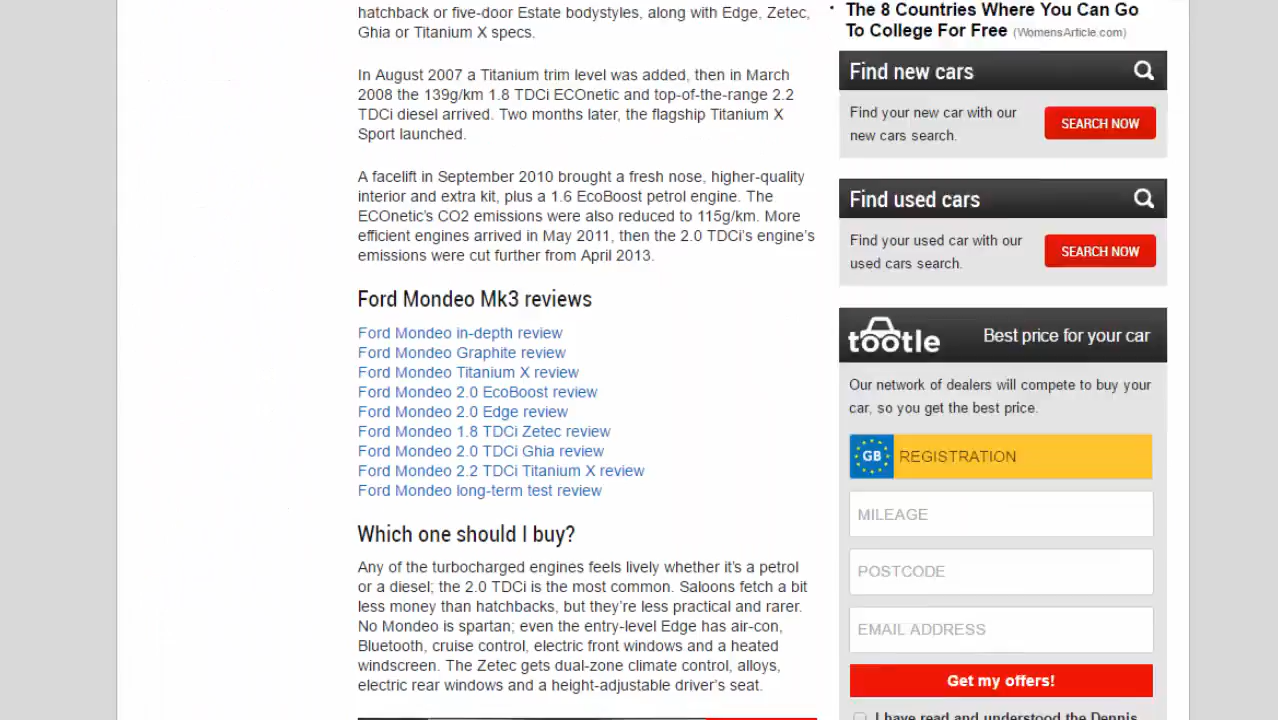 hatchback or five-door Estate bodystyles, along with Edge, Zetec,
Ghia or Titanium X specs.
In August 2007 a Titanium trim level was added, then in March
2008 the 139g/km 1.8 TDCi ECOnetic and top-of-the-range 2.2
TDCi diesel arrived. Two months later, the flagship Titanium X
Sport launched.
A facelift in September 2010 brought a fresh nose, higher-quality
interior and extra kit, plus a 1.6 EcoBoost petrol engine. The
ECOnetic's CO2 emissions were also reduced to 115g/km. More
efficient engines arrived in May 2011, then the 2.0 TDCi's engine's
emissions were cut further from April 2013.
Ford Mondeo Mk3 reviews
Ford Mondeo in-depth review
Ford Mondeo Graphite review
Ford Mondeo Titanium X review
Ford Mondeo 2.0 EcoBoost review
Ford Mondeo 2.0 Edge review
Ford Mondeo 1.8 TDCi Zetec review
Ford Mondeo 2.0 TDCi Ghia review
Ford Mondeo 2.2 TDCi Titanium X review
Ford Mondeo long-term test review
Which one should I buy?
Any of the turbocharged engines feels lively whether it's a petrol
or a diesel; the 2.0 TDCi is the most common. Saloons fetch a bit
less money than hatchbacks, but they're less practical and rarer.
No Mondeo is spartan; even the entry-level Edge has air-con,
Bluetooth, cruise control, electric front windows and a heated
windscreen. The Zetec gets dual-zone climate control, alloys,
electric rear windows and a height-adjustable driver's seat.
• The 8 Countries Where You Can Go
To College For Free (WomensArticle.com)
Find new cars
Find your new car with our
new cars search.
SEARCH NOW
Find used cars
Find your used car with our
used cars search.
SEARCH NOW
tootle Best price for your car
Our network of dealers will compete to buy your
car, so you get the best price.
GB REGISTRATION
MILEAGE
POSTCODE
EMAIL ADDRESS
Get my offers!
I have read and understood the Dennis